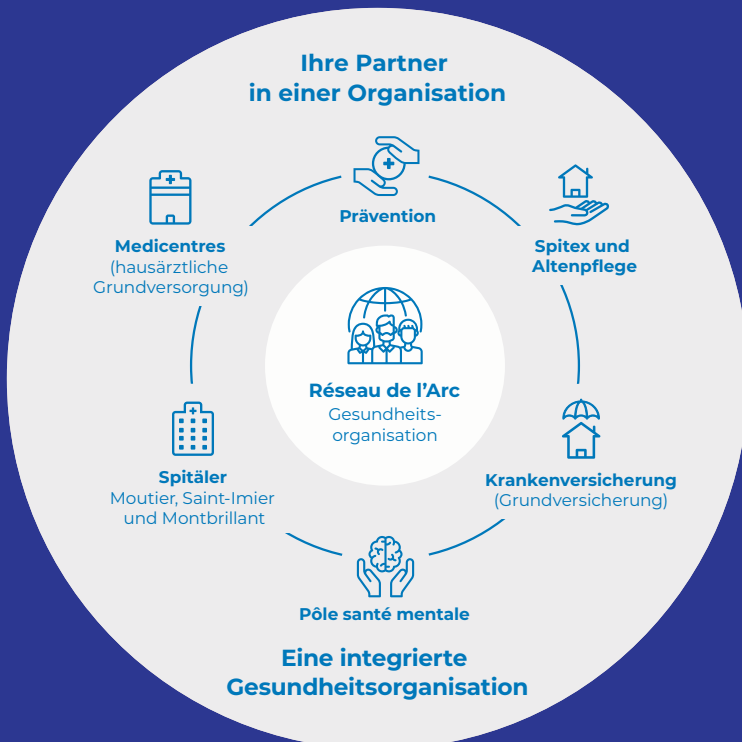 Ihre Partner
in einer Organisation
Prävention
Medicentres
(hausärztliche
Grundversorgung)
Spitex und
Altenpflege
Réseau de l’Arc
Gesundheits-
organisation
Spitäler
Moutier, Saint-Imier
und Montbrillant
Krankenversicherung
(Grundversicherung)
Pôle santé mentale
Eine integrierte
Gesundheitsorganisation